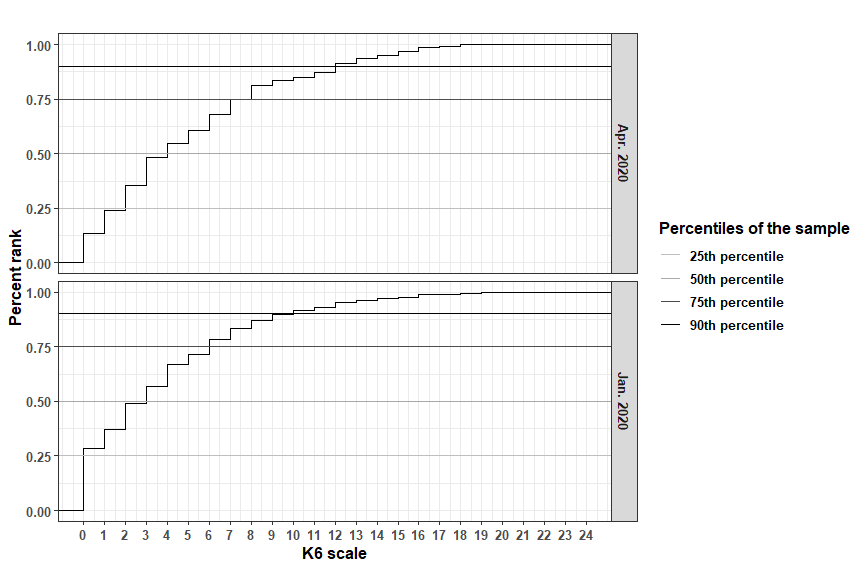 1.00
0.75
0.50
0.25
0.00
Apr. 2020
1.00
0.75
0.50
0.25
0.00
Jan. 2020
Percent rank
0 1 2 3 4 5 6 7 8 9 10 11 12 13 14 15 16 17 18 19 20 21 22 23 24
K6 scale
Percentiles of the sample
25th percentile
50th percentile
75th percentile
90th percentile